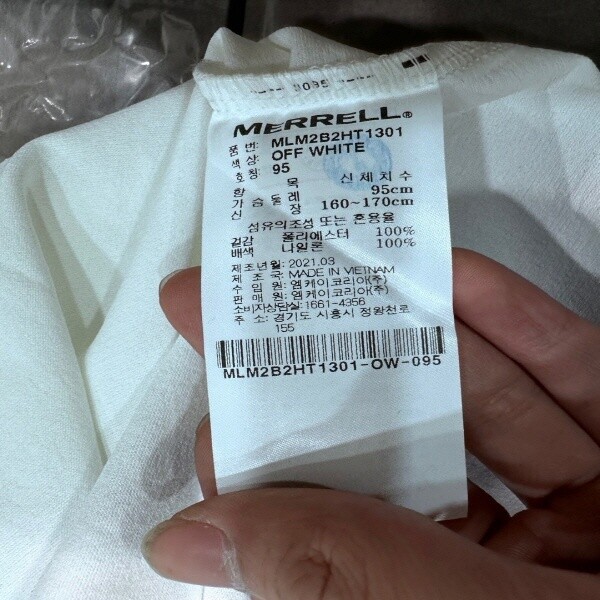 MERRELL®
품 번: MLM2B2HT1301
색 상: OFF WHITE
호 칭: 95
항 목 신체치수
가슴둘레 95cm
신 장 160~170cm
섬유의조성 또는 혼용율
겉감 폴리에스터 100%
배색 나일론 100%
제조년월: 2021.03
제 조 국: MADE IN VIETNAM
수 입 원: 엠케이코리아(주)
판 매 원: 엠케이코리아(주)
소비자상담실: 1661-4356
주 소: 경기도 시흥시 정왕천로
155
MLM2B2HT1301-OW-095